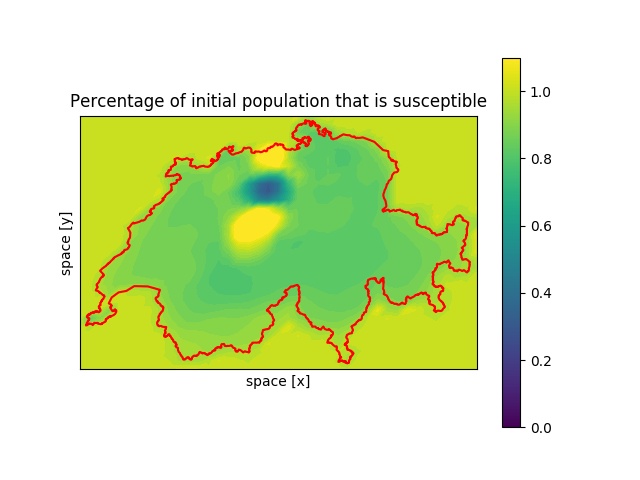 Percentage of initial population that is susceptible
space [y]
space [x]
1.0
0.8
0.6
0.4
0.2
0.0